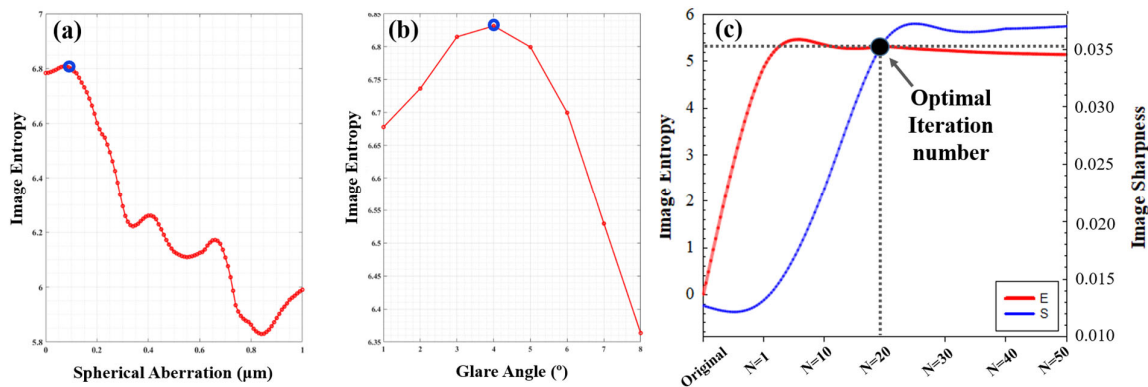 (a)
Image Entropy
7
6.8
6.6
6.4
6.2
6
5.8
0
0.2
0.4
0.6
0.8
1
Spherical Aberration (µm)
(b)
Image Entropy
6.85
6.8
6.75
6.7
6.65
6.6
6.55
6.5
6.45
6.4
6.35
1
2
3
4
5
6
7
8
Glare Angle (º)
(c)
Image Entropy
6
5
4
3
2
1
0
Optimal
Iteration
number
E
S
0.035
0.030
0.025
0.020
0.015
0.010
Image Sharpness
Original
N=1
N=10
N=20
N=30
N=40
N=50